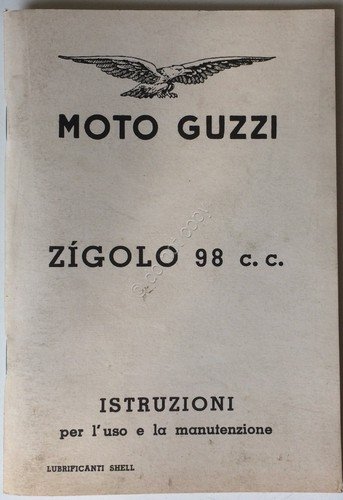 MOTO GUZZI
ZÍGOLO 98 c.c.
ISTRUZIONI
per l'uso e la manutenzione
LUBRIFICANTI SHELL